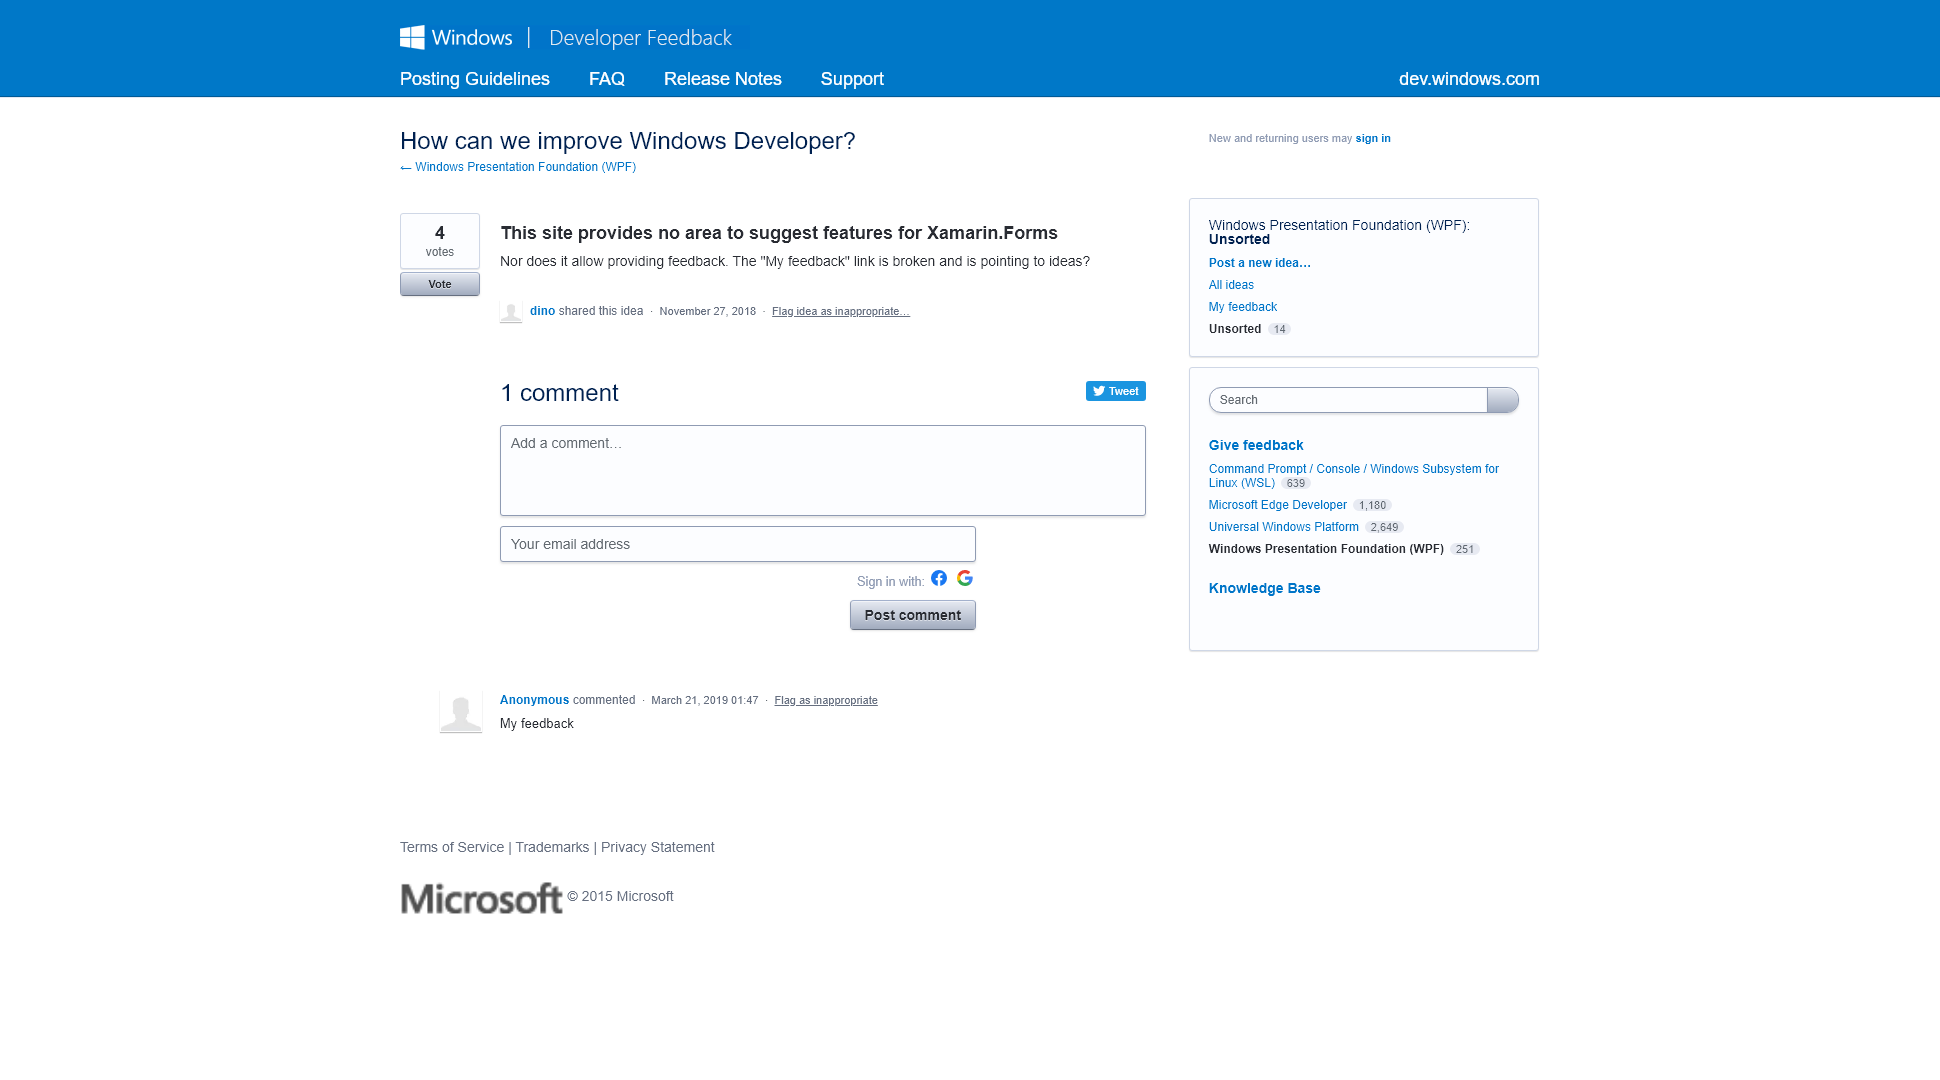 Windows | Developer Feedback
Posting Guidelines FAQ Release Notes Support dev.windows.com
How can we improve Windows Developer?
← Windows Presentation Foundation (WPF)
New and returning users may sign in
4
votes
Vote
This site provides no area to suggest features for Xamarin.Forms
Nor does it allow providing feedback. The "My feedback" link is broken and is pointing to ideas?
dino shared this idea · November 27, 2018 · Flag idea as inappropriate…
1 comment
Tweet
Add a comment…
Your email address
Sign in with:
Post comment
Anonymous commented · March 21, 2019 01:47 · Flag as inappropriate
My feedback
Windows Presentation Foundation (WPF):
Unsorted
Post a new idea…
All ideas
My feedback
Unsorted 14
Search
Give feedback
Command Prompt / Console / Windows Subsystem for
Linux (WSL) 639
Microsoft Edge Developer 1,180
Universal Windows Platform 2,649
Windows Presentation Foundation (WPF) 251
Knowledge Base
Terms of Service | Trademarks | Privacy Statement
Microsoft © 2015 Microsoft